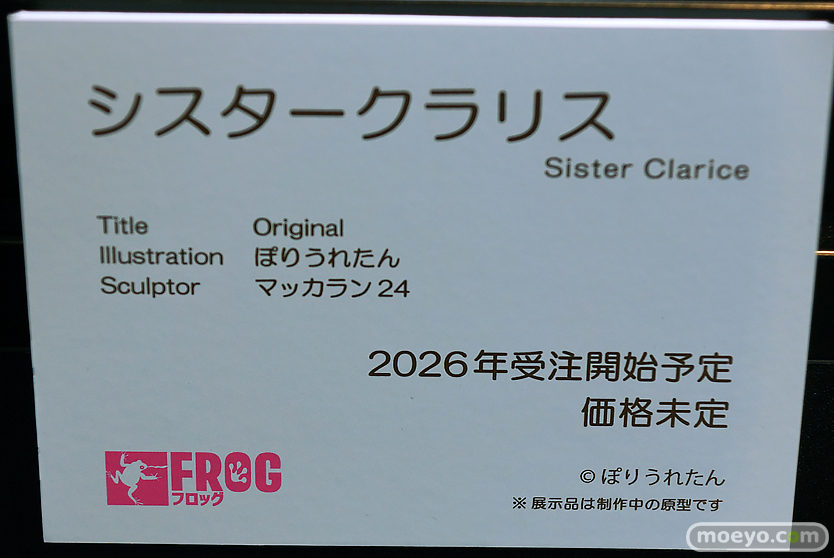 シスタークラリス
Sister Clarice
Title Original
Illustration ぽりうれたん
Sculptor マッカラン24
2026年受注開始予定
価格未定
FROG
フロッグ
©ぽりうれたん
※展示品は制作中の原型です
moeyo.com